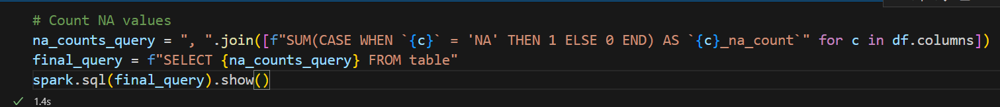 # Count NA values
na_counts_query = ", ".join([f"SUM(CASE WHEN `{c}` = 'NA' THEN 1 ELSE 0 END) AS `{c}_na_count`" for c in df.columns])
final_query = f"SELECT {na_counts_query} FROM table"
spark.sql(final_query).show()
1.4s